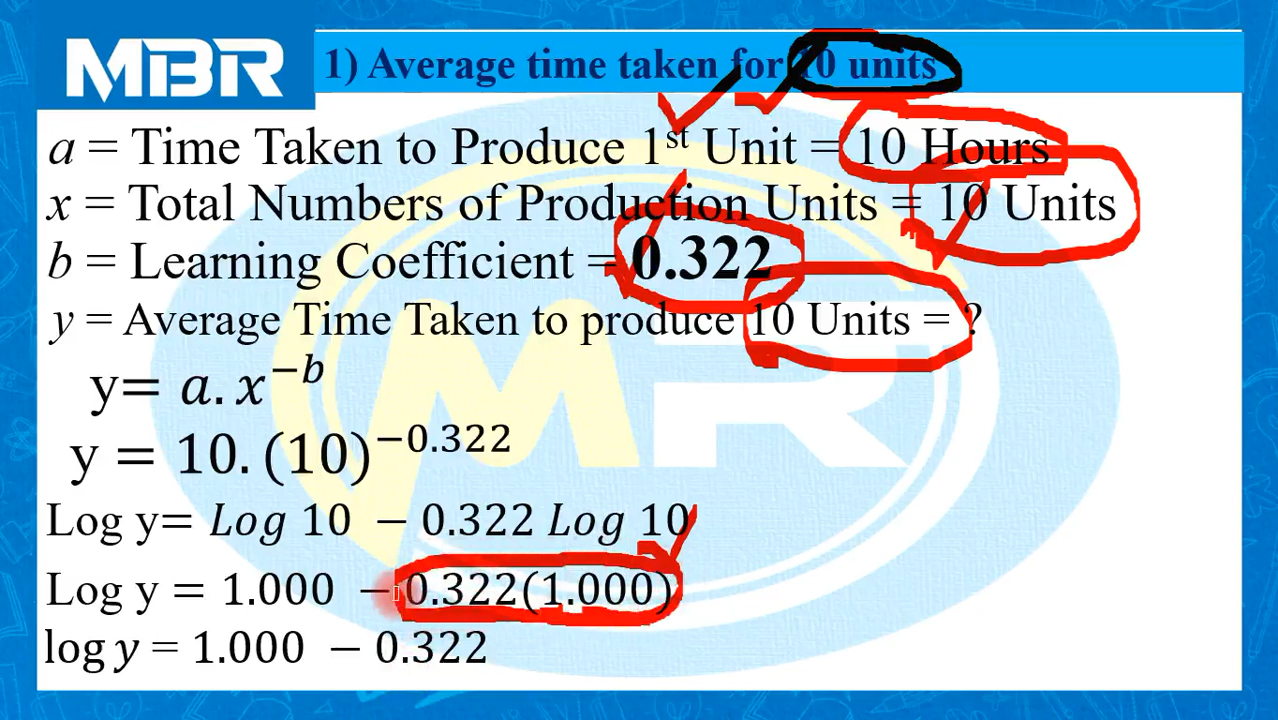 MBR
1) Average time taken for 10 units
a = Time Taken to Produce 1st Unit = 10 Hours
x = Total Numbers of Production Units = 10 Units
b = Learning Coefficient = 0.322
y = Average Time Taken to produce 10 Units = ?
y= a. x^{−b}
y = 10. (10)^{−0.322}
Log y= Log 10 − 0.322 Log 10
Log y = 1.000 − 0.322(1.000)
log y = 1.000 − 0.322